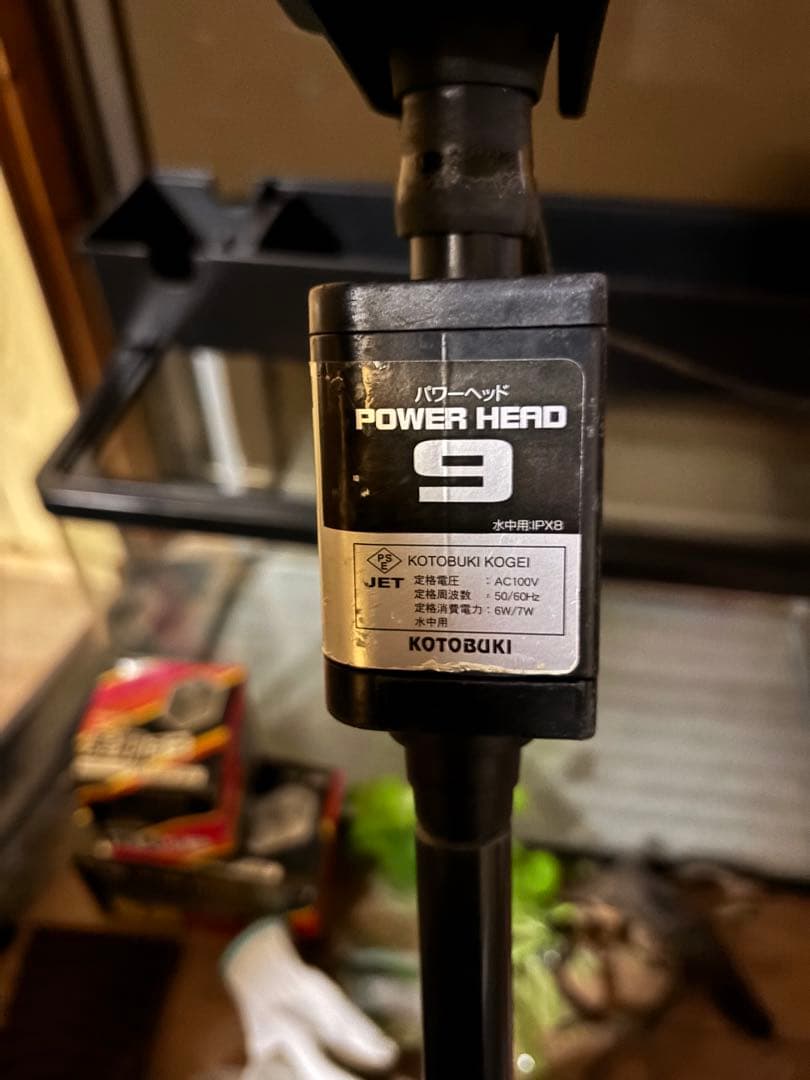 パワーヘッド
POWER HEAD
9
水中用:IPX8
PS
E
KOTOBUKI KOGEI
JET
定格電圧 : AC100V
定格周波数 : 50/60Hz
定格消費電力 : 6W/7W
水中用
KOTOBUKI